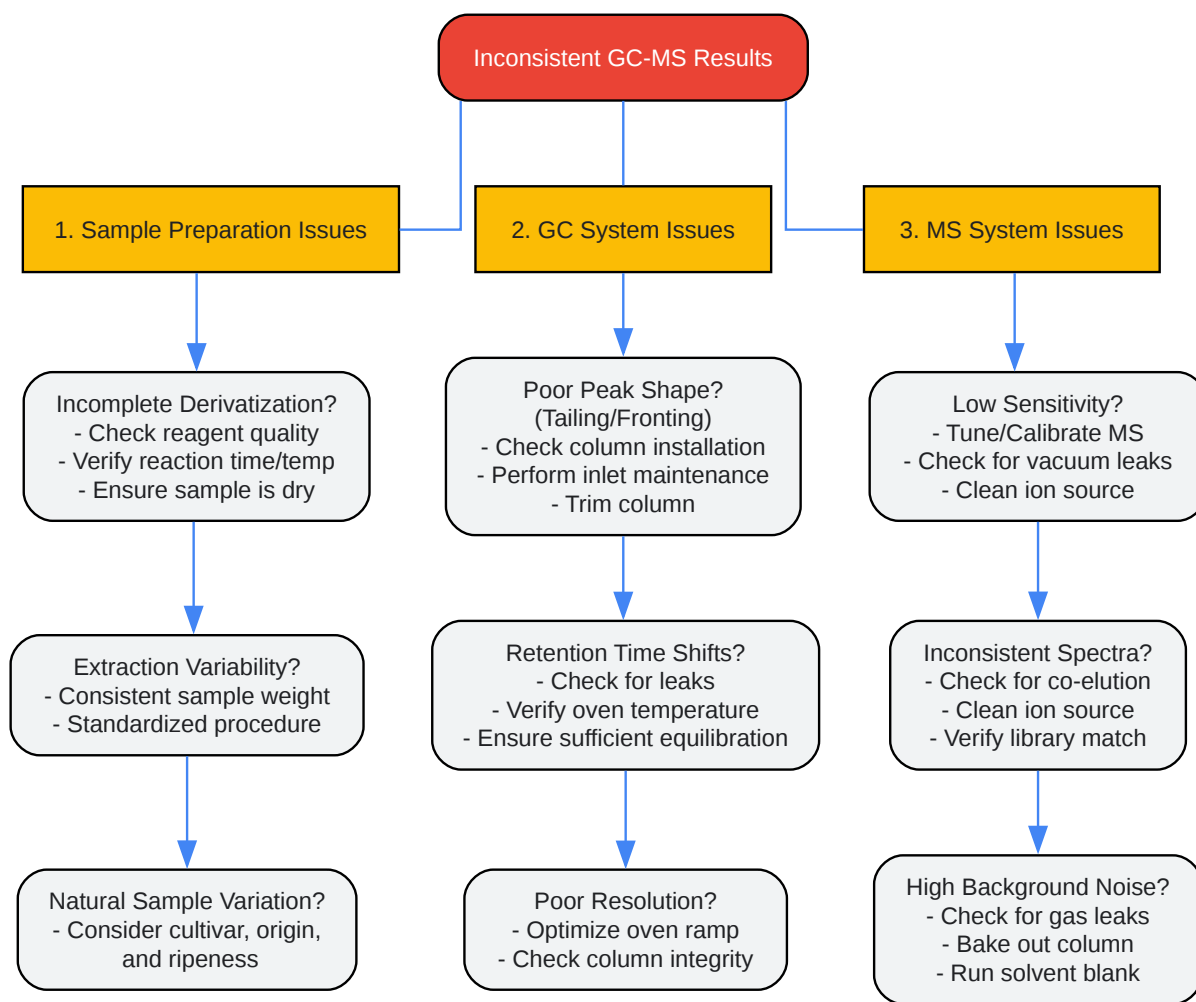 Inconsistent GC-MS Results
1. Sample Preparation Issues
2. GC System Issues
3. MS System Issues
Incomplete Derivatization?
- Check reagent quality
- Verify reaction time/temp
- Ensure sample is dry
Poor Peak Shape?
(Tailing/Fronting)
- Check column installation
- Perform inlet maintenance
- Trim column
Low Sensitivity?
- Tune/Calibrate MS
- Check for vacuum leaks
- Clean ion source
Extraction Variability?
- Consistent sample weight
- Standardized procedure
Retention Time Shifts?
- Check for leaks
- Verify oven temperature
- Ensure sufficient equilibration
Inconsistent Spectra?
- Check for co-elution
- Clean ion source
- Verify library match
Natural Sample Variation?
- Consider cultivar, origin,
and ripeness
Poor Resolution?
- Optimize oven ramp
- Check column integrity
High Background Noise?
- Check for gas leaks
- Bake out column
- Run solvent blank